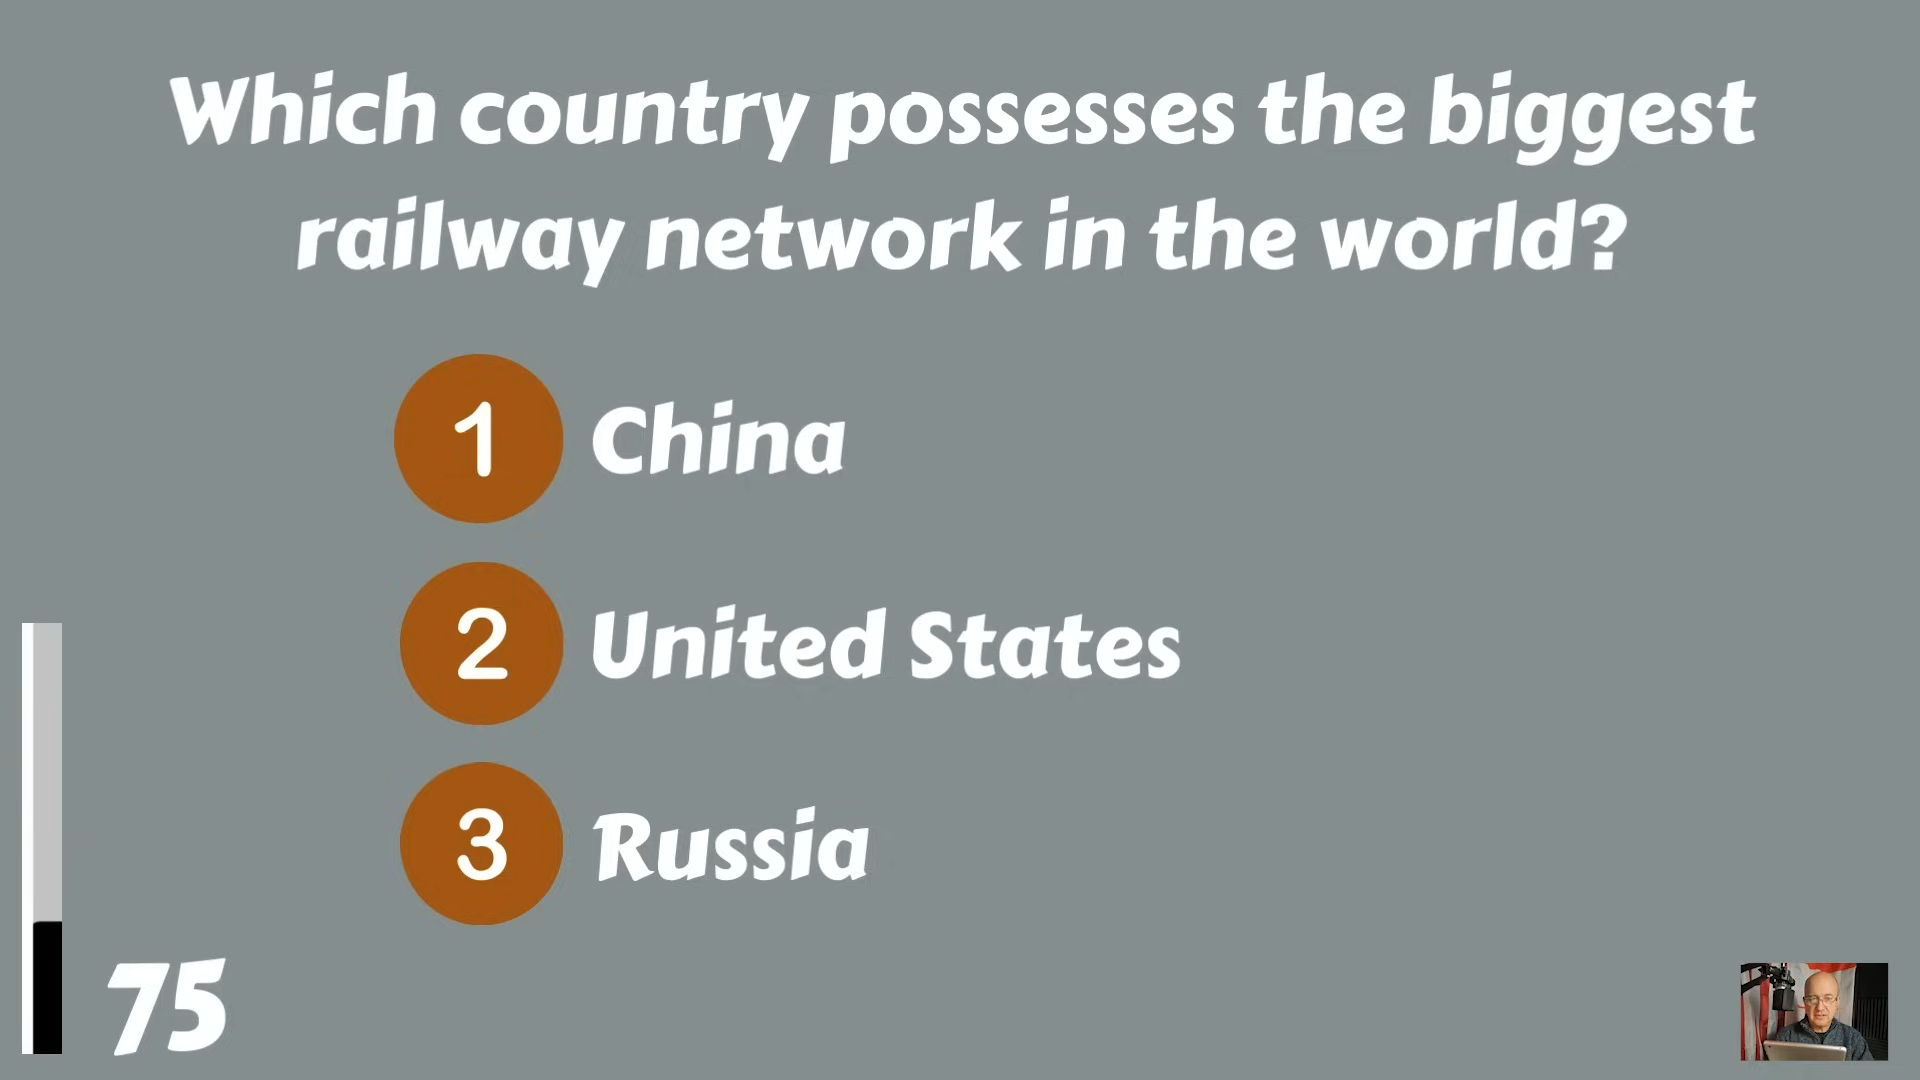 Which country possesses the biggest
railway network in the world?
1 China
2 United States
3 Russia
75